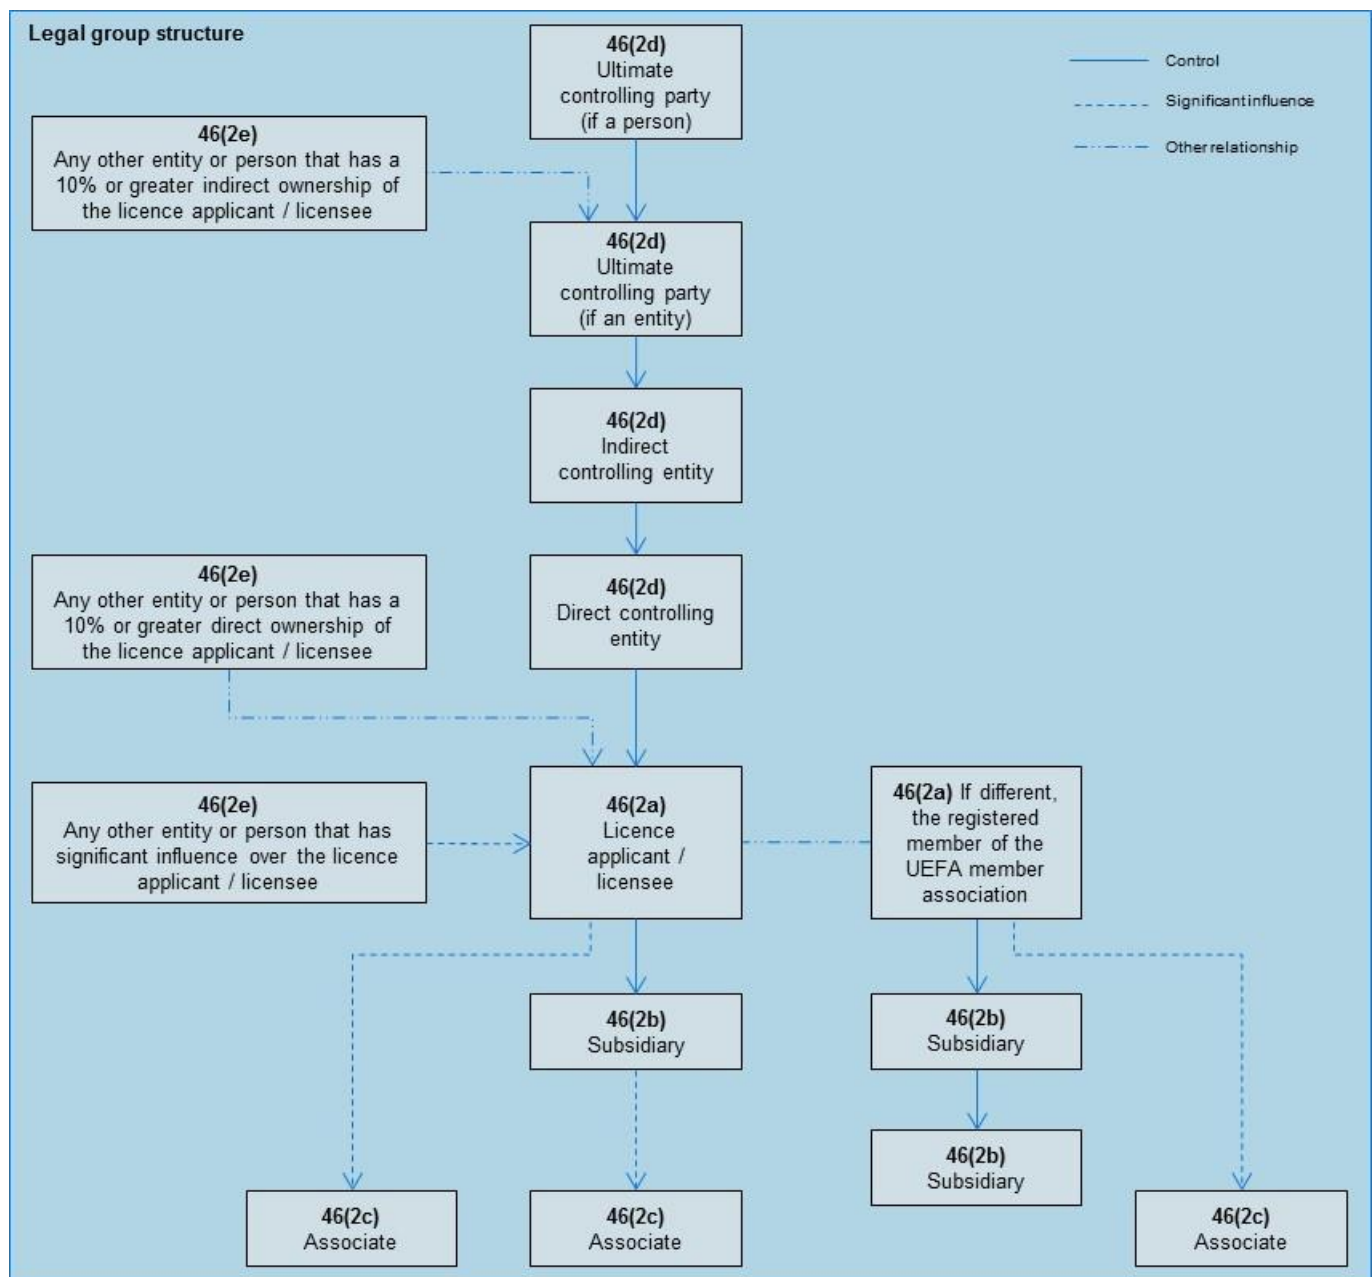 Legal group structure
46(2d)
Ultimate
controlling party
(if a person)
Control
Significant influence
Other relationship
46(2e)
Any other entity or person that has a
10% or greater indirect ownership of
the licence applicant / licensee
46(2d)
Ultimate
controlling party
(if an entity)
46(2d)
Indirect
controlling entity
46(2e)
Any other entity or person that has a
10% or greater direct ownership of
the licence applicant / licensee
46(2d)
Direct controlling
entity
46(2e)
Any other entity or person that has
significant influence over the licence
applicant / licensee
46(2a)
Licence
applicant /
licensee
46(2a) If different,
the registered
member of the
UEFA member
association
46(2b)
Subsidiary
46(2b)
Subsidiary
46(2b)
Subsidiary
46(2c)
Associate
46(2c)
Associate
46(2c)
Associate